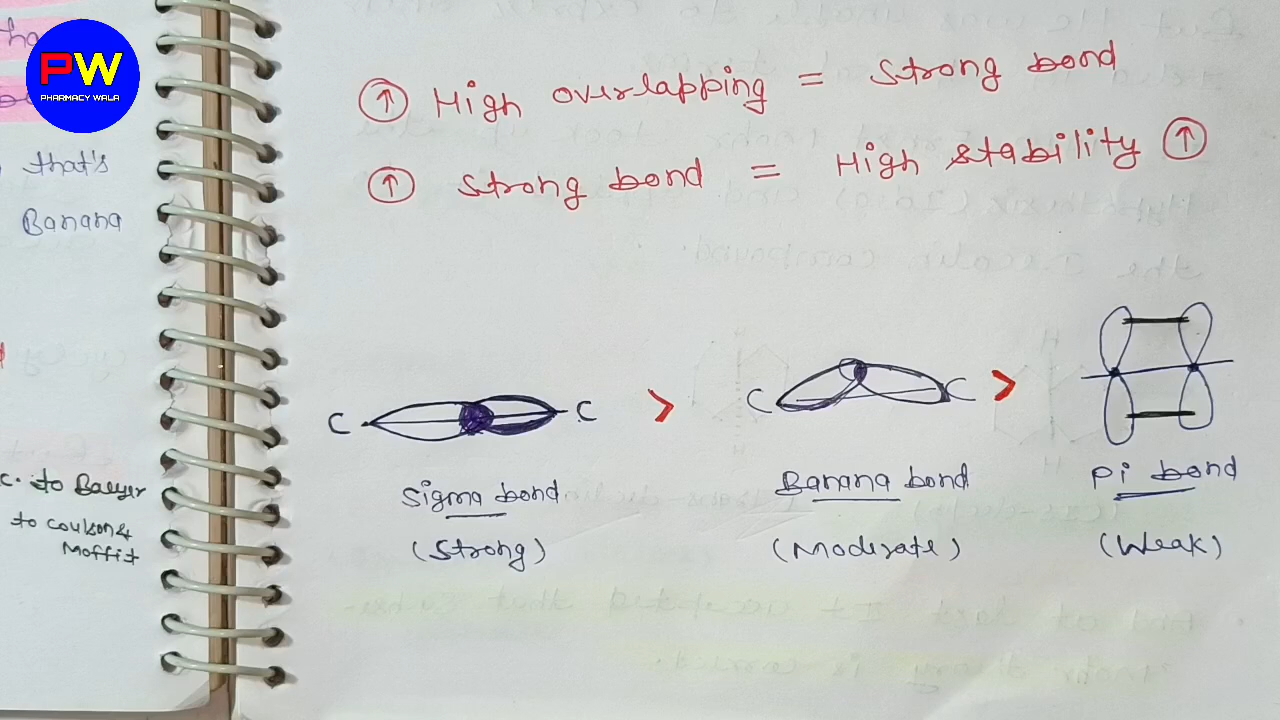 PW
PHARMACY WALA
that's
Banana
c. to Baeyer
to coulson &
Moffit
↑ High overlapping = Strong bond
↑ Strong bond = High stability ↑
C C > C C >
Sigma bond
(Strong)
Banana bond
(Moderate)
Pi bond
(Weak)